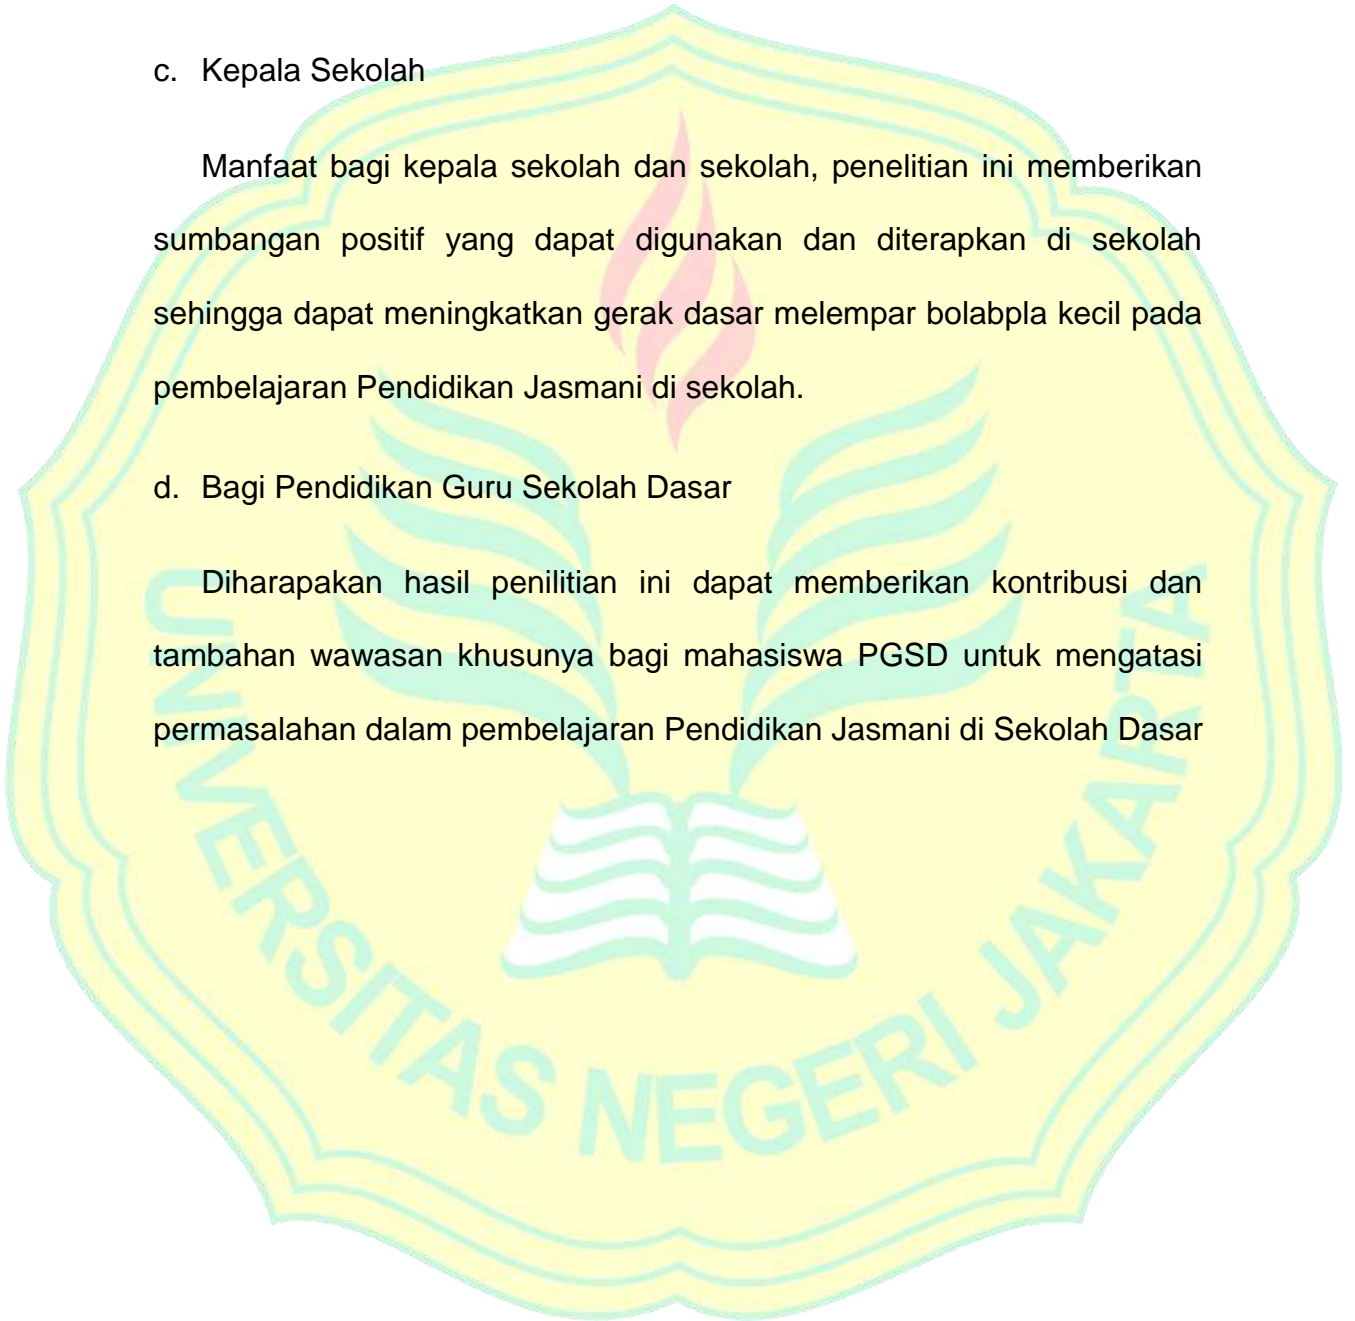 c. Kepala Sekolah
Manfaat bagi kepala sekolah dan sekolah, penelitian ini memberikan
sumbangan positif yang dapat digunakan dan diterapkan di sekolah
sehingga dapat meningkatkan gerak dasar melempar bolabpla kecil pada
pembelajaran Pendidikan Jasmani di sekolah.
d. Bagi Pendidikan Guru Sekolah Dasar
Diharapakan hasil penilitian ini dapat memberikan kontribusi dan
tambahan wawasan khusunya bagi mahasiswa PGSD untuk mengatasi
permasalahan dalam pembelajaran Pendidikan Jasmani di Sekolah Dasar
UNIVERSITAS NEGERI JAKARTA